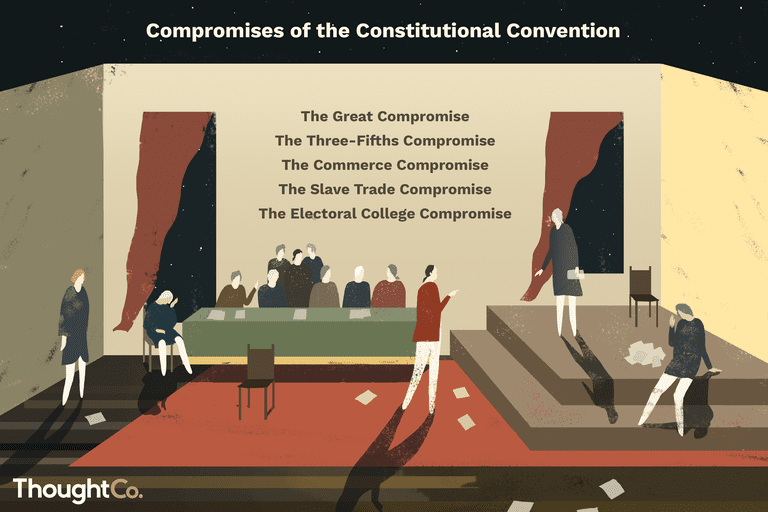 Compromises of the Constitutional Convention
The Great Compromise
The Three-Fifths Compromise
The Commerce Compromise
The Slave Trade Compromise
The Electoral College Compromise
ThoughtCo.